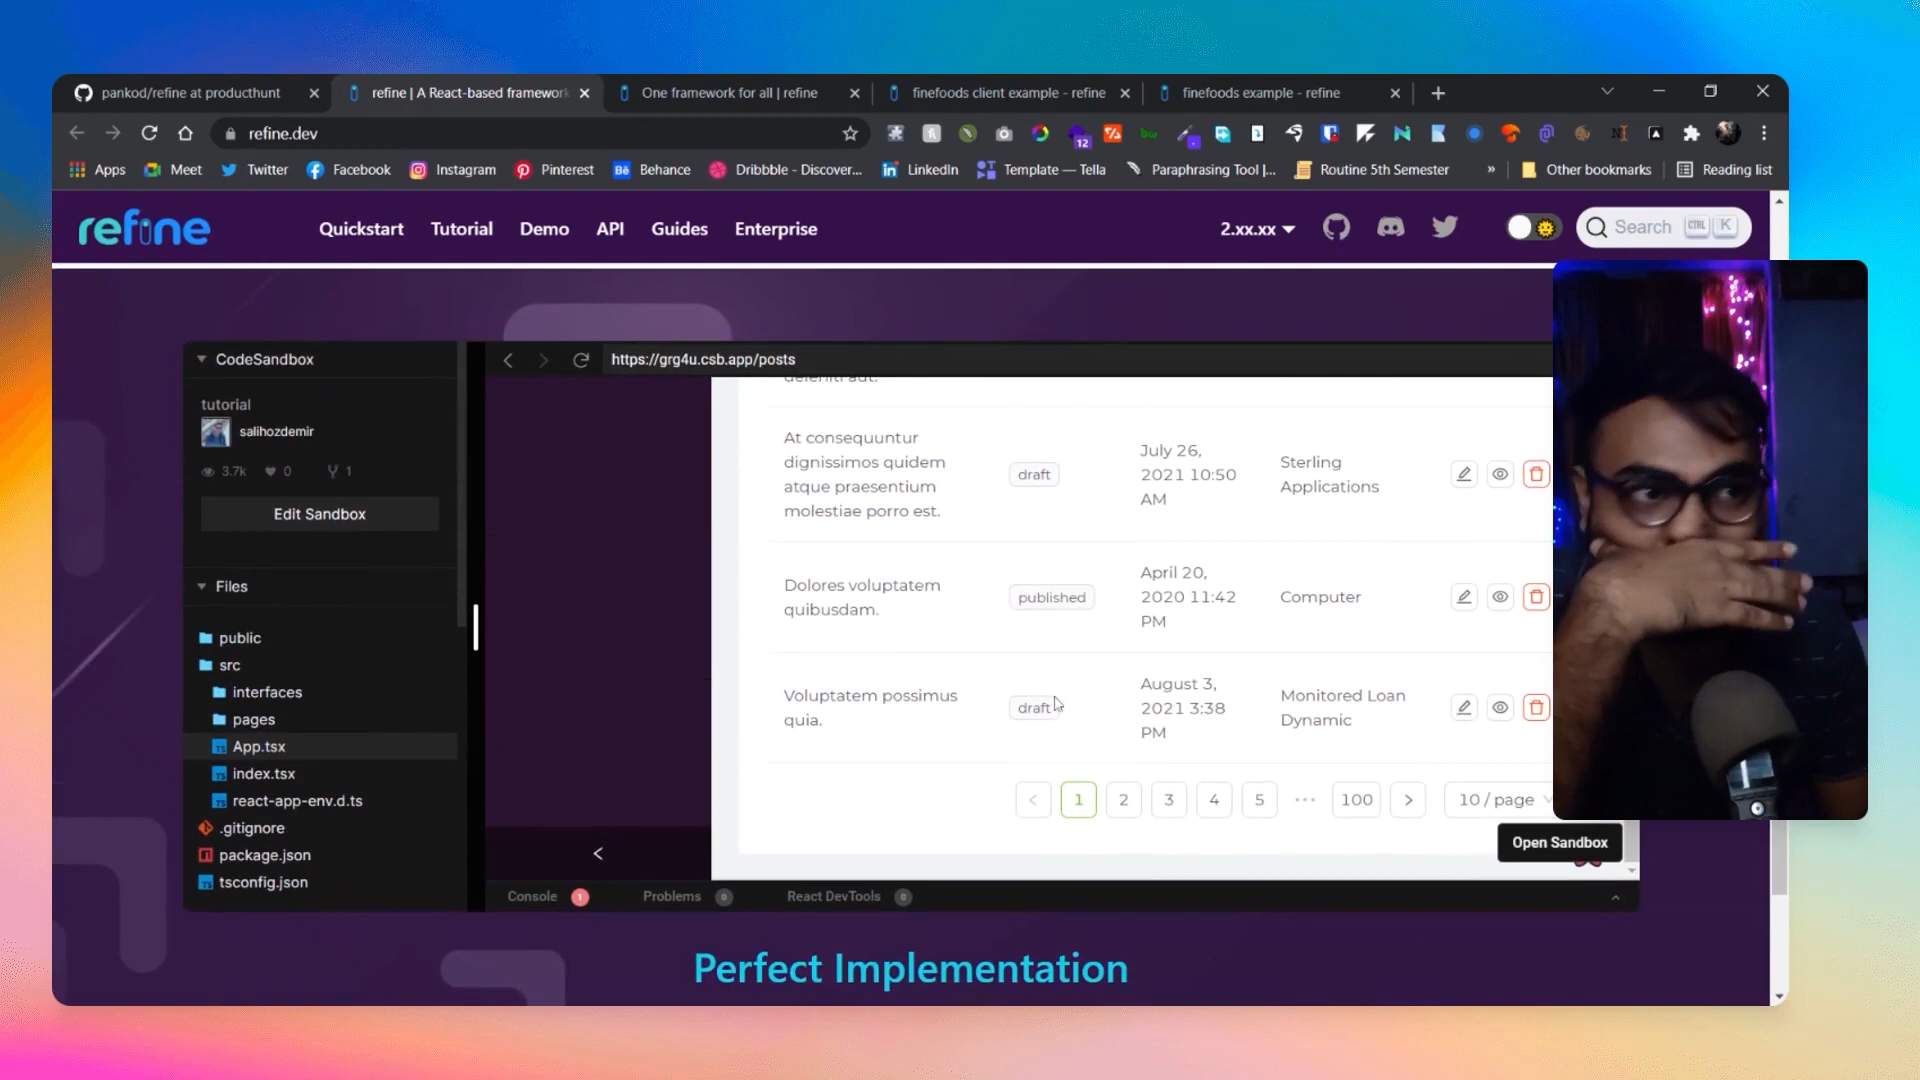 pankod/refine at producthunt
refine | A React-based framework
One framework for all | refine
finefoods client example - refine
finefoods example - refine
refine.dev
12
Apps
Meet
Twitter
Facebook
Instagram
Pinterest
Behance
Dribbble - Discover...
LinkedIn
Template — Tella
Paraphrasing Tool |...
Routine 5th Semester
»
Other bookmarks
Reading list
refine
Quickstart
Tutorial
Demo
API
Guides
Enterprise
2.xx.xx
Search
CTRL
K
CodeSandbox
https://grg4u.csb.app/posts
tutorial
salihozdemir
3.7k
0
1
Edit Sandbox
Files
public
src
interfaces
pages
App.tsx
index.tsx
react-app-env.d.ts
.gitignore
package.json
tsconfig.json
deleniti aut.
At consequuntur
dignissimos quidem
atque praesentium
molestiae porro est.
draft
July 26,
2021 10:50
AM
Sterling
Applications
Dolores voluptatem
quibusdam.
published
April 20,
2020 11:42
PM
Computer
Voluptatem possimus
quia.
draft
August 3,
2021 3:38
PM
Monitored Loan
Dynamic
< 1 2 3 4 5 ••• 100 > 10 / page
Open Sandbox
Console 1
Problems 0
React DevTools 0
Perfect Implementation